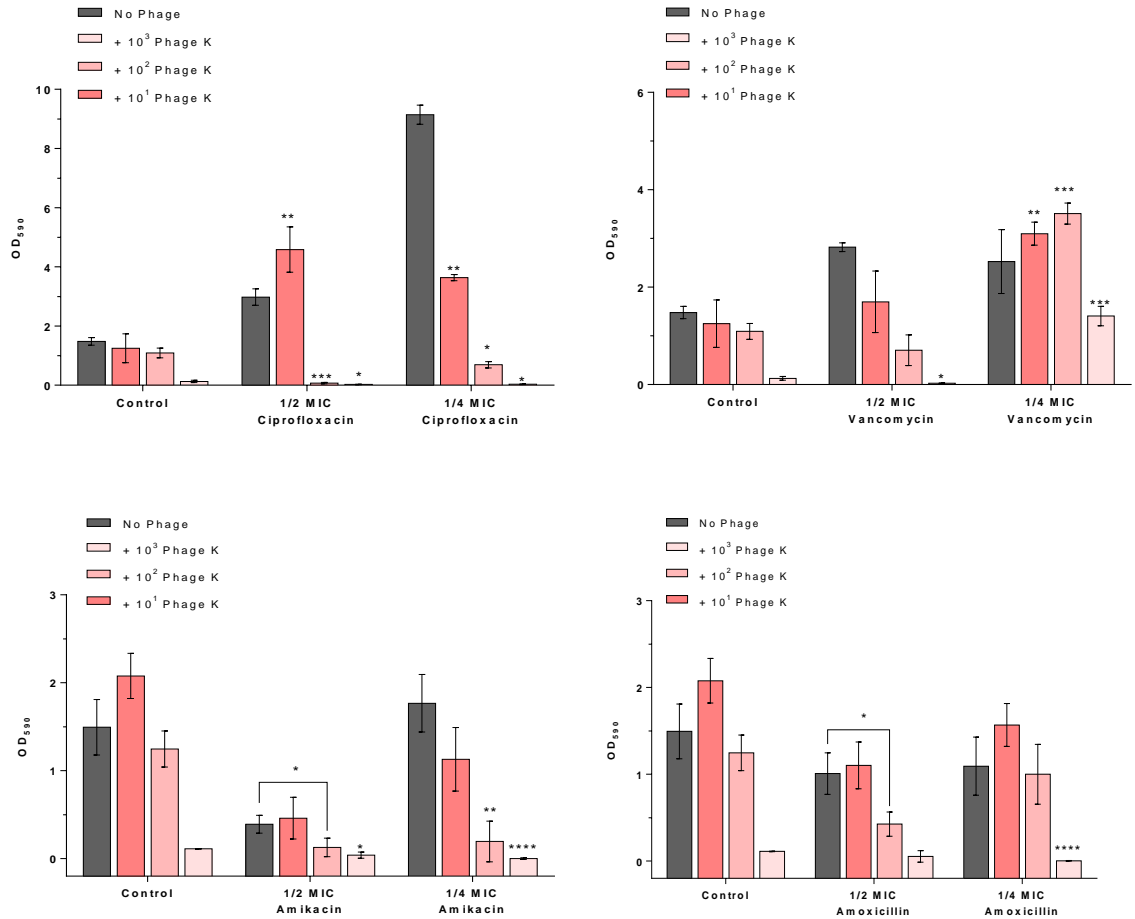 No Phage
+ 10³ Phage K
+ 10² Phage K
+ 10¹ Phage K
10
8
6
4
2
0
OD₅₉₀
**
***
*
**
*
*
Control
1/2 MIC
Ciprofloxacin
1/4 MIC
Ciprofloxacin
No Phage
+ 10³ Phage K
+ 10² Phage K
+ 10¹ Phage K
6
4
2
0
OD₅₉₀
*
**
***
***
Control
1/2 MIC
Vancomycin
1/4 MIC
Vancomycin
No Phage
+ 10³ Phage K
+ 10² Phage K
+ 10¹ Phage K
3
2
1
0
OD₅₉₀
*
*
**
****
Control
1/2 MIC
Amikacin
1/4 MIC
Amikacin
No Phage
+ 10³ Phage K
+ 10² Phage K
+ 10¹ Phage K
3
2
1
0
OD₅₉₀
*
****
Control
1/2 MIC
Amoxicillin
1/4 MIC
Amoxicillin